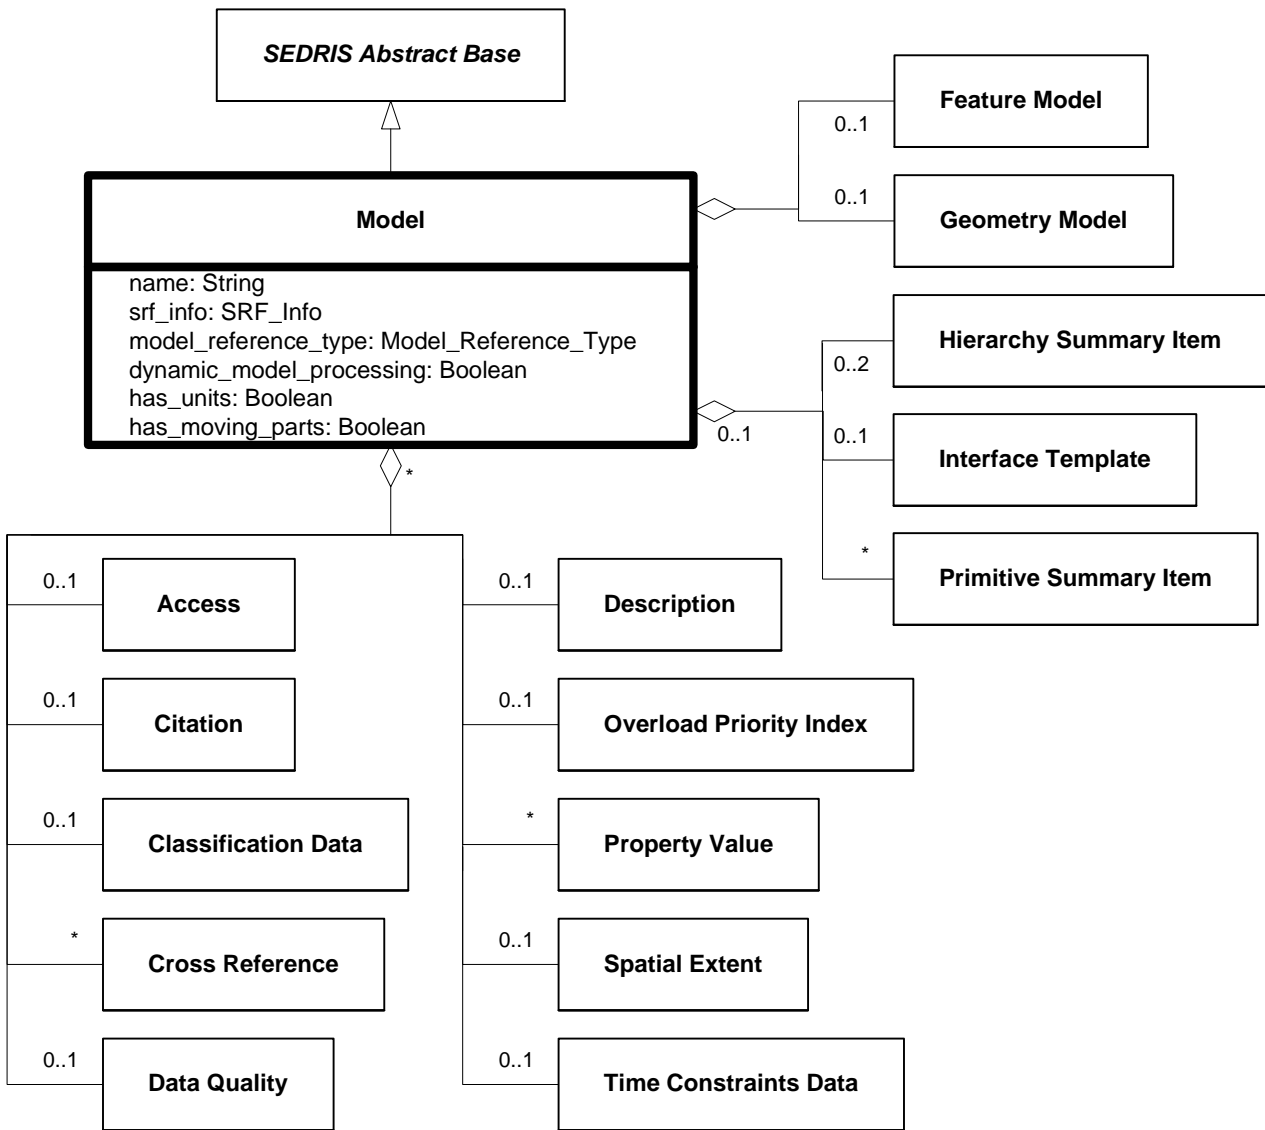 SEDRIS Abstract Base
Feature Model
0..1
Model
0..1
Geometry Model
name: String
srf_info: SRF_Info
model_reference_type: Model_Reference_Type
dynamic_model_processing: Boolean
has_units: Boolean
has_moving_parts: Boolean
0..1
*
Hierarchy Summary Item
0..2
0..1
Interface Template
*
Primitive Summary Item
0..1
Access
0..1
Citation
0..1
Classification Data
*
Cross Reference
0..1
Data Quality
0..1
Description
0..1
Overload Priority Index
*
Property Value
0..1
Spatial Extent
0..1
Time Constraints Data